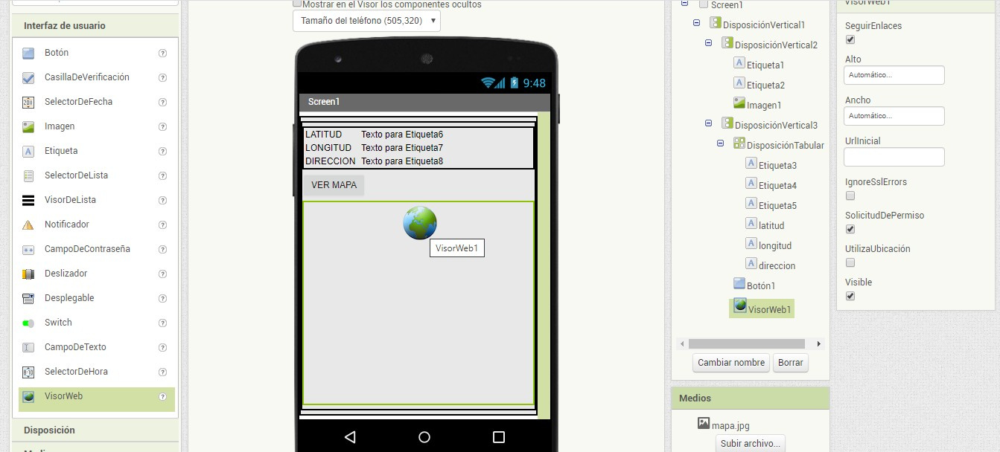 Interfaz de usuario
Botón
CasillaDeVerificación
SelectorDeFecha
Imagen
Etiqueta
SelectorDeLista
VisorDeLista
Notificador
CampoDeContraseña
Deslizador
Desplegable
Switch
CampoDeTexto
SelectorDeHora
VisorWeb
Disposición
Mostrar en el Visor los componentes ocultos
Tamaño del teléfono (505,320)
9:48
Screen1
LATITUD Texto para Etiqueta6
LONGITUD Texto para Etiqueta7
DIRECCION Texto para Etiqueta8
VER MAPA
VisorWeb1
Screen1
DisposiciónVertical1
DisposiciónVertical2
Etiqueta1
Etiqueta2
Imagen1
DisposiciónVertical3
DisposiciónTabular
Etiqueta3
Etiqueta4
Etiqueta5
latitud
longitud
direccion
Botón1
VisorWeb1
Cambiar nombre
Borrar
Medios
mapa.jpg
Subir archivo...
VisorWeb1
SeguirEnlaces
Alto
Automático...
Ancho
Automático...
UrlInicial
IgnoreSslErrors
SolicitudDePermiso
UtilizaUbicación
Visible